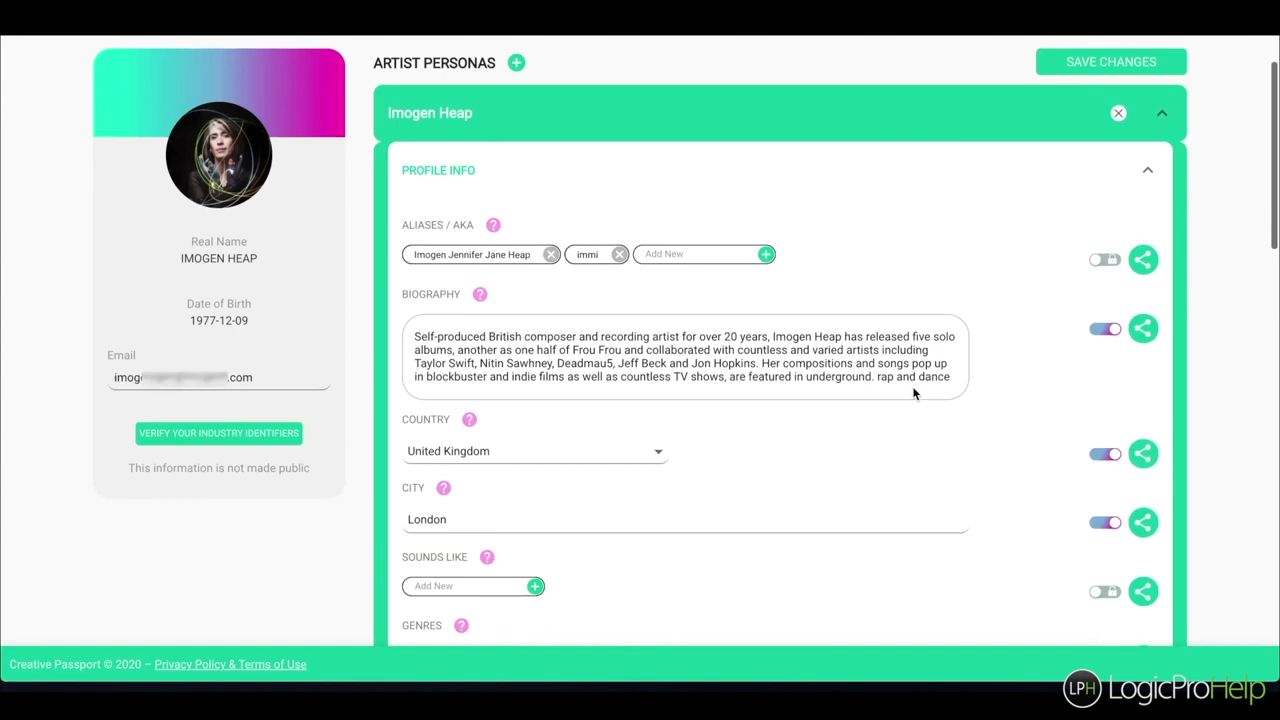 ARTIST PERSONAS
SAVE CHANGES
Imogen Heap
PROFILE INFO
Real Name
IMOGEN HEAP
Date of Birth
1977-12-09
Email
imog
.com
VERIFY YOUR INDUSTRY IDENTIFIERS
This information is not made public
ALIASES / AKA ?
Imogen Jennifer Jane Heap
immi
Add New
BIOGRAPHY ?
Self-produced British composer and recording artist for over 20 years, Imogen Heap has released five solo
albums, another as one half of Frou Frou and collaborated with countless and varied artists including
Taylor Swift, Nitin Sawhney, Deadmau5, Jeff Beck and Jon Hopkins. Her compositions and songs pop up
in blockbuster and indie films as well as countless TV shows, are featured in underground. rap and dance
COUNTRY ?
United Kingdom
CITY ?
London
SOUNDS LIKE ?
Add New
GENRES ?
Creative Passport © 2020 – Privacy Policy & Terms of Use
LPH LogicProHelp